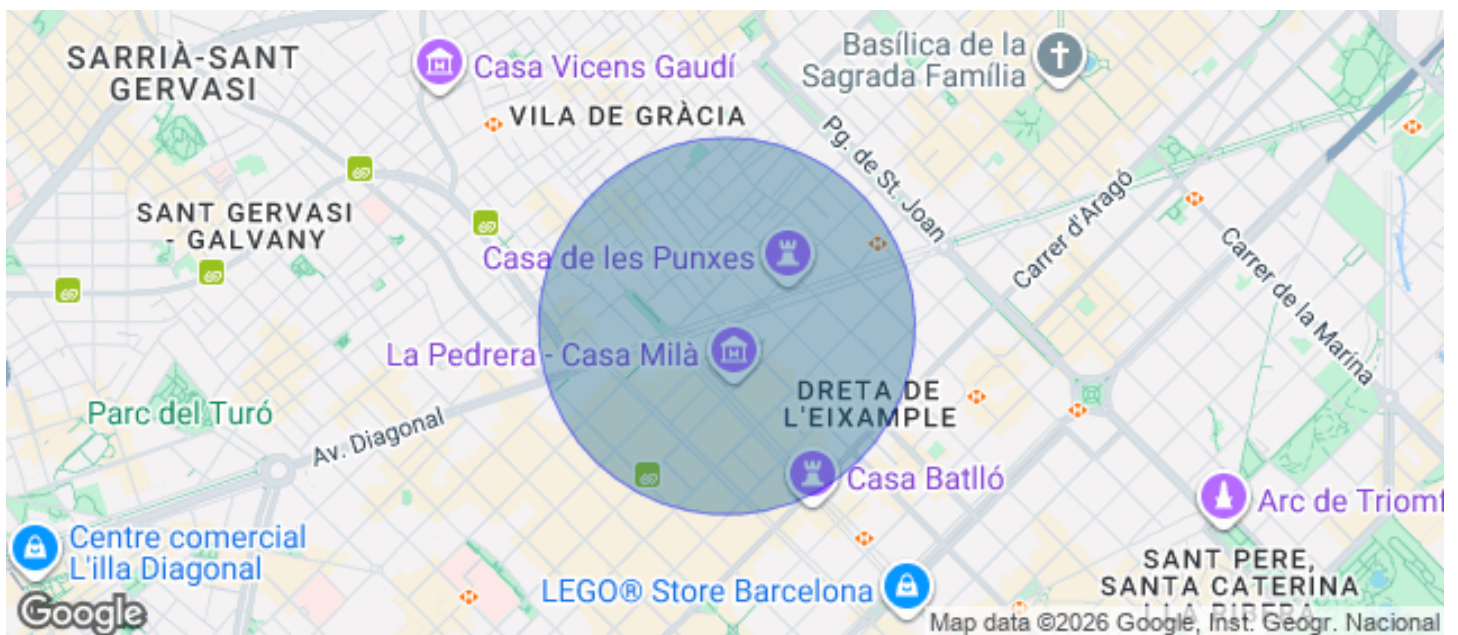 SARRIÀ-SANT
GERVASI
Casa Vicens Gaudí
Basílica de la
Sagrada Família
VILA DE GRÀCIA
Pg. de St. Joan
Carrer d'Aragó
SANT GERVASI
- GALVANY
Casa de les Punxes
Carrer de la Marina
La Pedrera - Casa Milà
DRETA DE
L'EIXAMPLE
Parc del Turó
Av. Diagonal
Casa Batlló
Arc de Triomf
Centre comercial
L'illa Diagonal
LEGO® Store Barcelona
SANT PERE,
SANTA CATERINA
I LA RIBERA
Google
Map data ©2026 Google, Inst. Geogr. Nacional